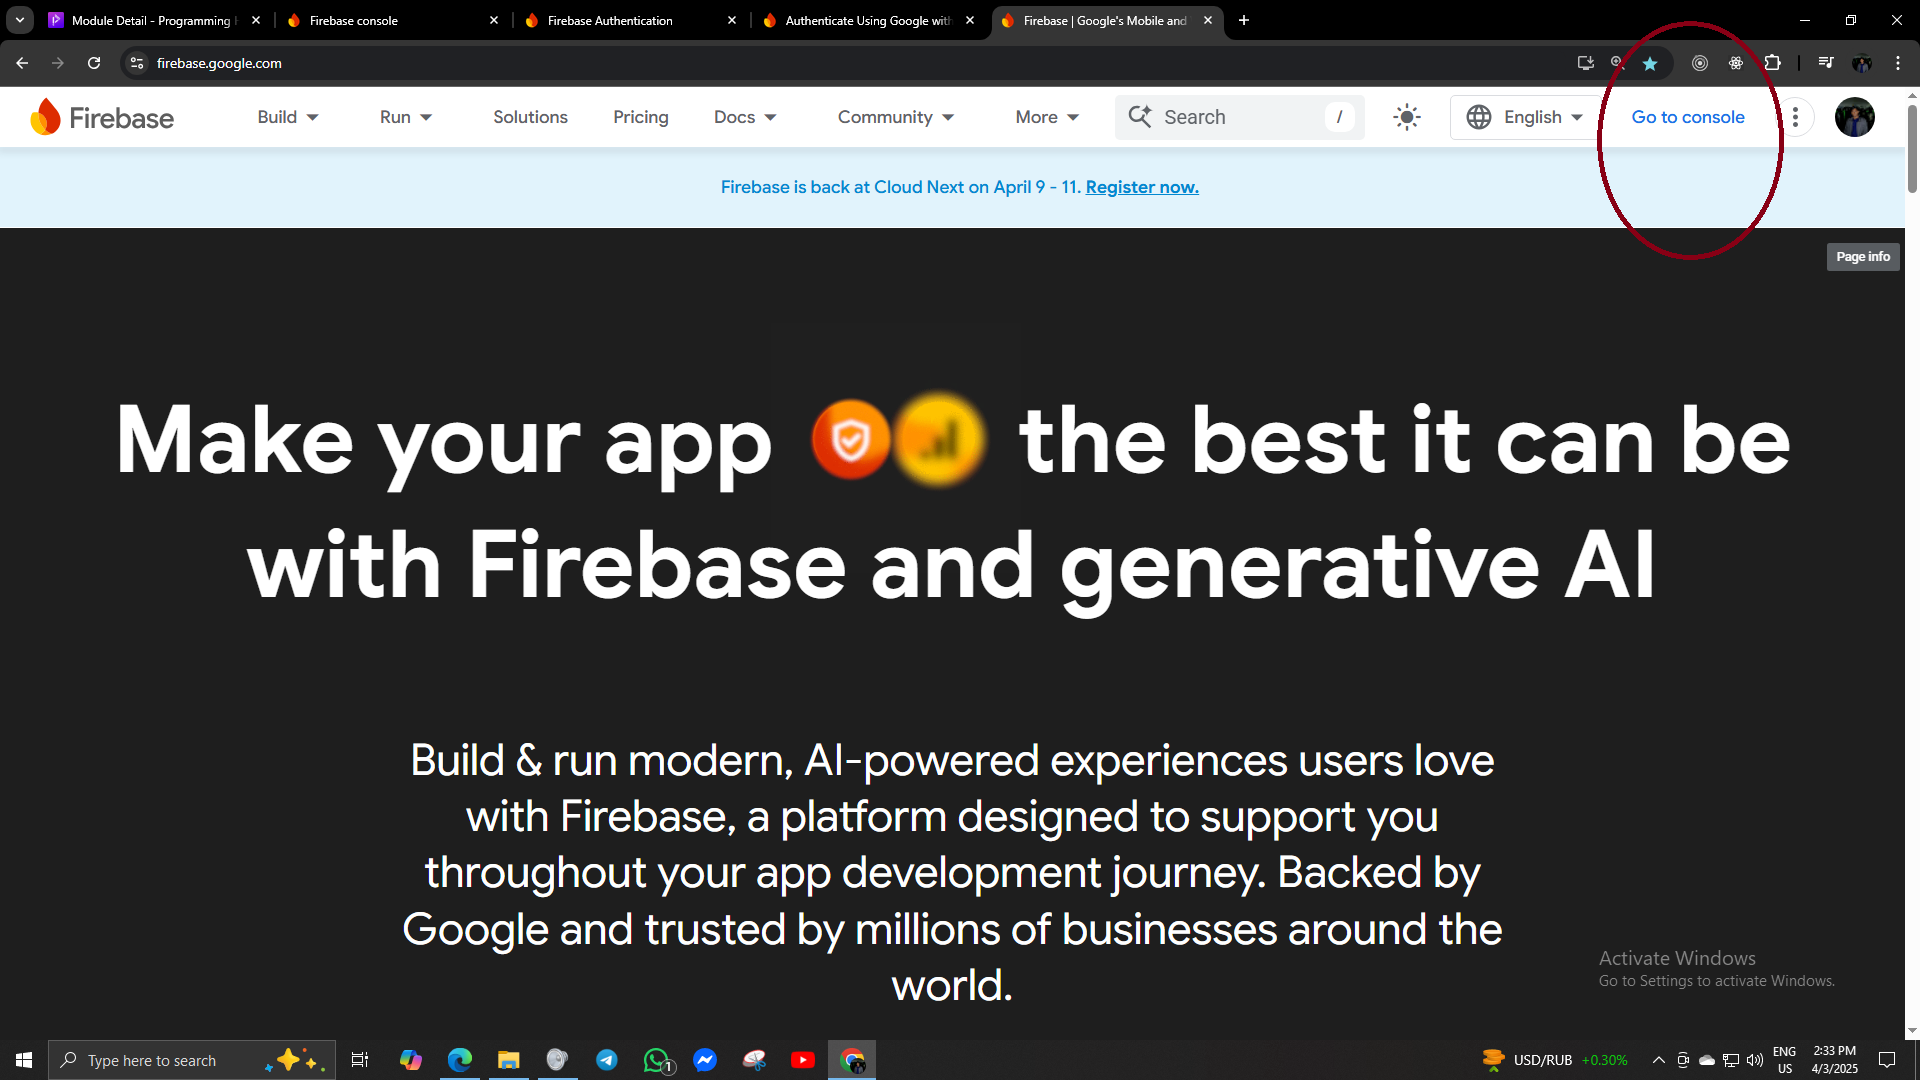 Module Detail - Programming H
Firebase console
Firebase Authentication
Authenticate Using Google with
Firebase | Google's Mobile and
firebase.google.com
Firebase
Build
Run
Solutions
Pricing
Docs
Community
More
Search
/
English
Go to console
Firebase is back at Cloud Next on April 9 - 11. Register now.
Page info
Make your app the best it can be
with Firebase and generative AI
Build & run modern, AI-powered experiences users love
with Firebase, a platform designed to support you
throughout your app development journey. Backed by
Google and trusted by millions of businesses around the
world.
Activate Windows
Go to Settings to activate Windows.
Type here to search
1
USD/RUB +0.30%
ENG
US
2:33 PM
4/3/2025